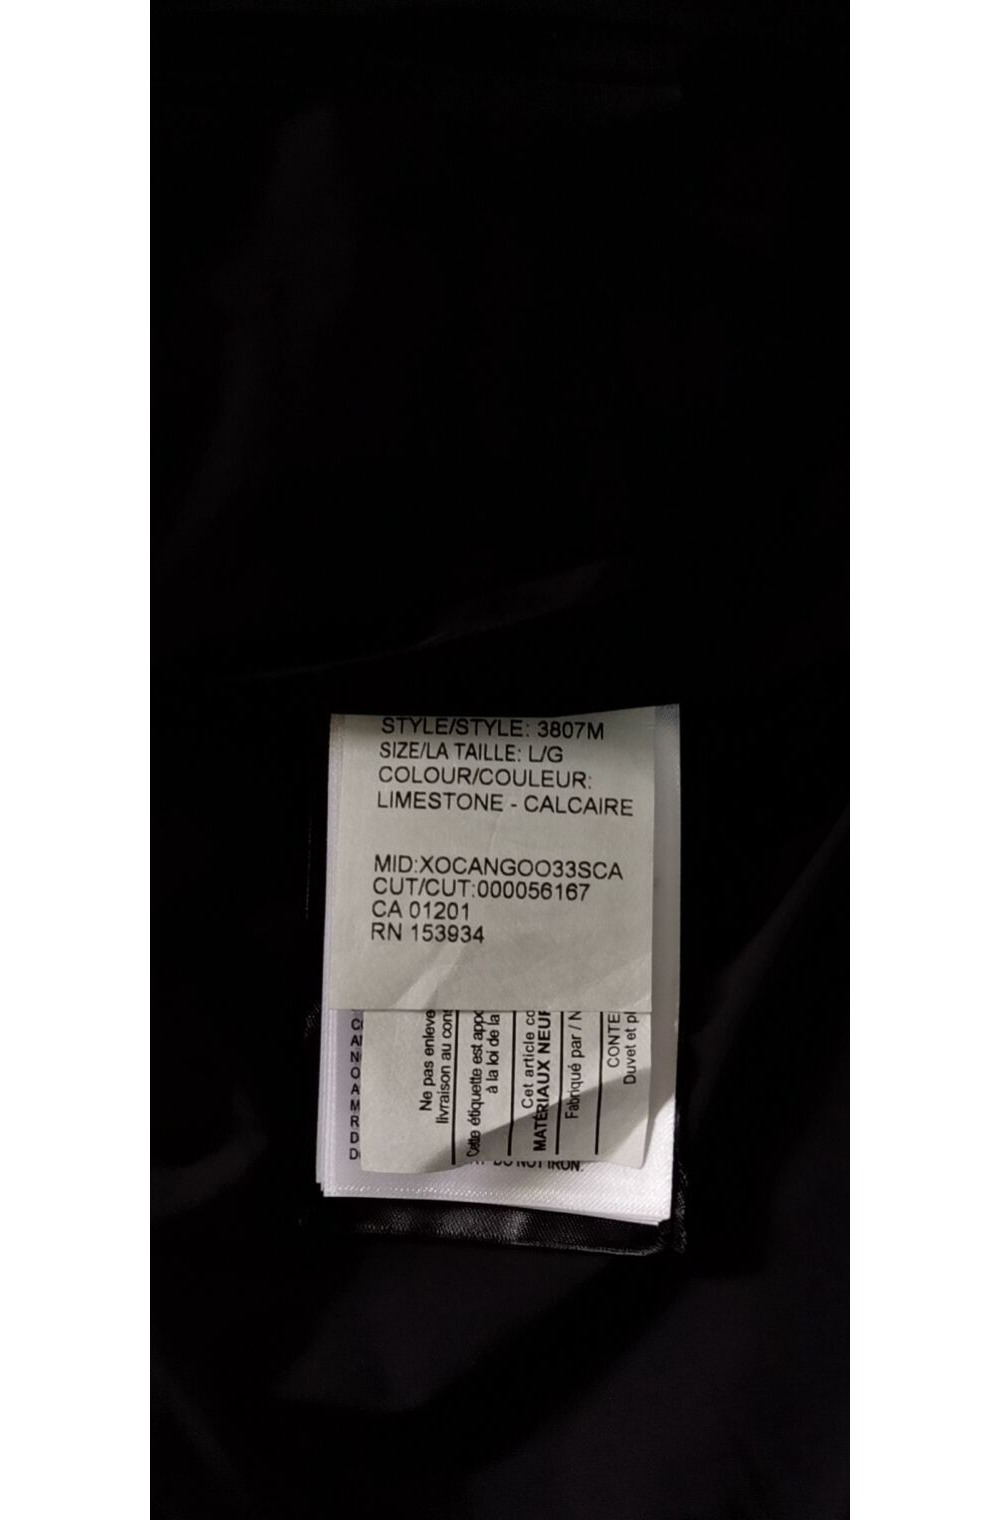 STYLE/STYLE: 3807M
SIZE/LA TAILLE: L/G
COLOUR/COULEUR:
LIMESTONE - CALCAIRE
MID:XOCANGOO33SCA
CUT/CUT:000056167
CA 01201
RN 153934
Ne pas enleve
livraison au con
Cette étiquette est appo
à la loi de la
Cet article co
MATÉRIAUX NEUF
Fabriqué par / N
CONTE
Duvet et pl
DO NOT IRON.